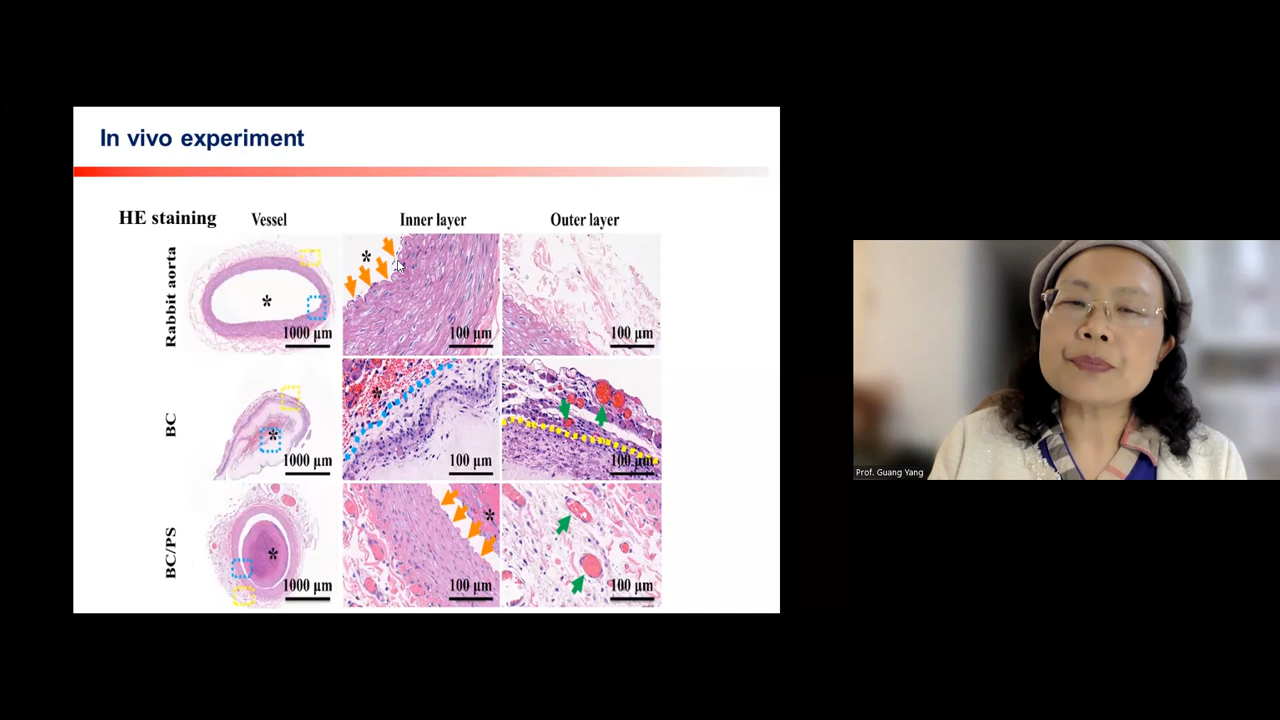 In vivo experiment
HE staining
Vessel
Inner layer
Outer layer
Rabbit aorta
*
*
1000 µm
100 µm
100 µm
BC
*
*
1000 µm
100 µm
100 µm
BC/PS
*
*
1000 µm
100 µm
100 µm
Prof. Guang Yang